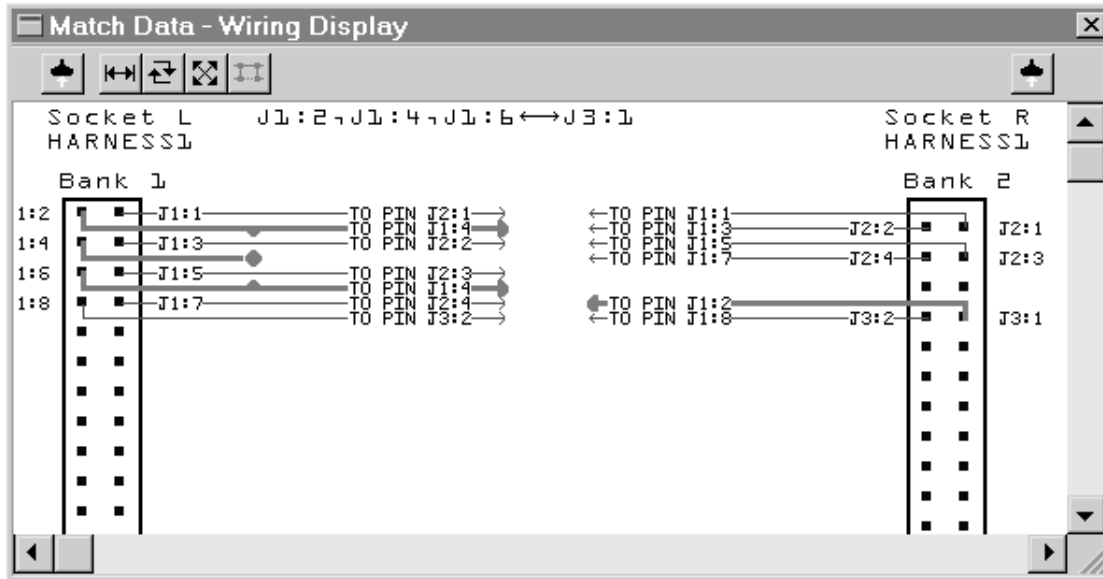 Match Data - Wiring Display
Socket L J1:2,J1:4,J1:6↔J3:1 Socket R
HARNESS1 HARNESS1
Bank 1 Bank 2
1:2 J1:1 TO PIN J2:1 TO PIN J1:1
TO PIN J1:4 TO PIN J1:3 J2:2 J2:1
1:4 J1:3 TO PIN J2:2 TO PIN J1:5
TO PIN J1:7 J2:4 J2:3
1:6 J1:5 TO PIN J2:3
TO PIN J1:4
1:8 J1:7 TO PIN J2:4 TO PIN J1:2
TO PIN J3:2 TO PIN J1:8 J3:2 J3:1